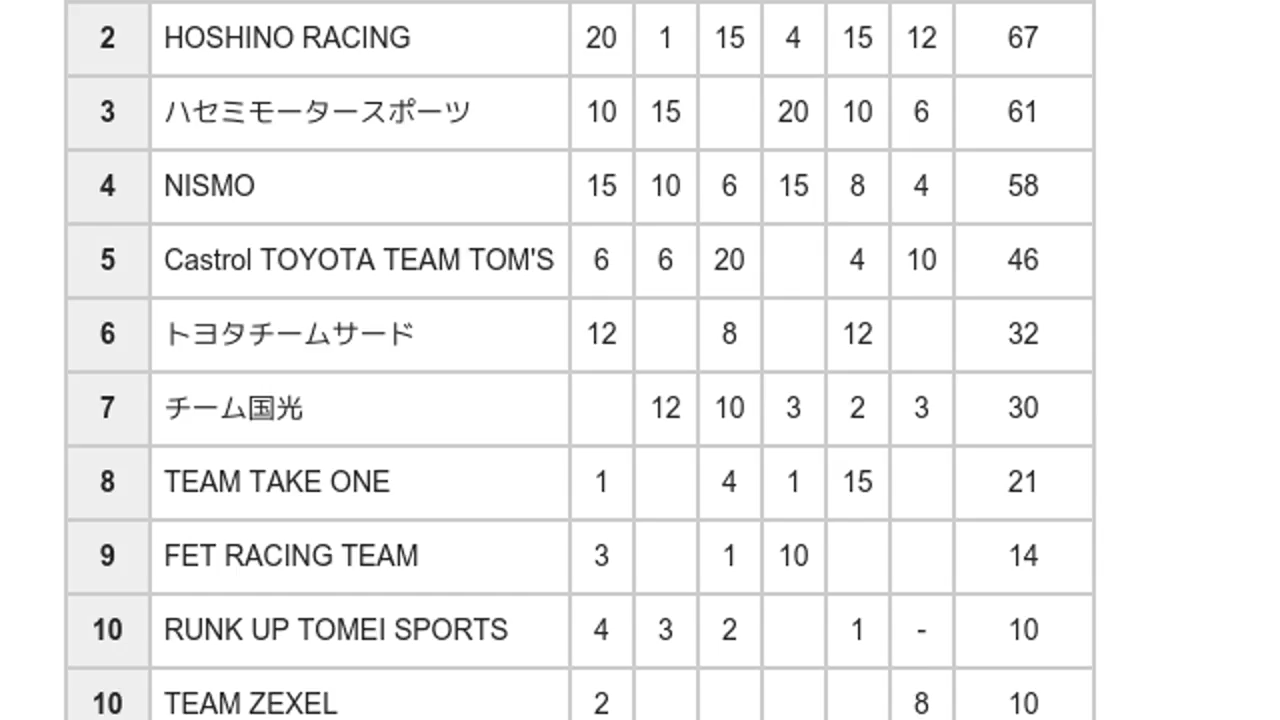 2 HOSHINO RACING 20 1 15 4 15 12 67
3 ハセミモータースポーツ 10 15 20 10 6 61
4 NISMO 15 10 6 15 8 4 58
5 Castrol TOYOTA TEAM TOM'S 6 6 20 4 10 46
6 トヨタチームサード 12 8 12 32
7 チーム国光 12 10 3 2 3 30
8 TEAM TAKE ONE 1 4 1 15 21
9 FET RACING TEAM 3 1 10 14
10 RUNK UP TOMEI SPORTS 4 3 2 1 - 10
10 TEAM ZEXEL 2 8 10